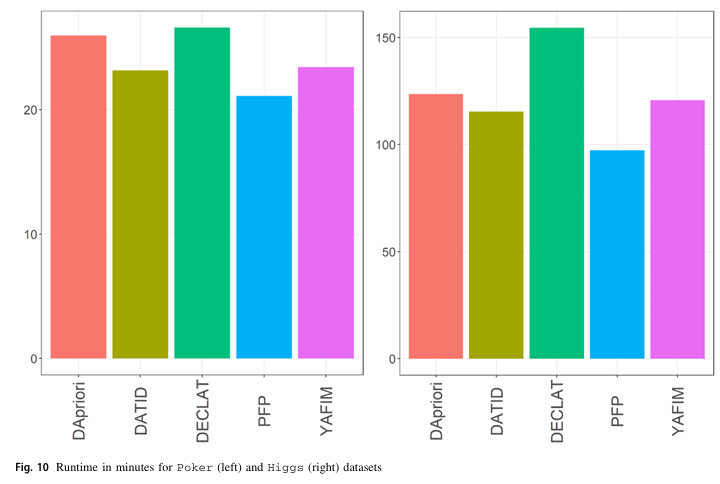 20
10
0
DApriori
DATID
DECLAT
PFP
YAFIM
150
100
50
0
DApriori
DATID
DECLAT
PFP
YAFIM
Fig. 10 Runtime in minutes for Poker (left) and Higgs (right) datasets